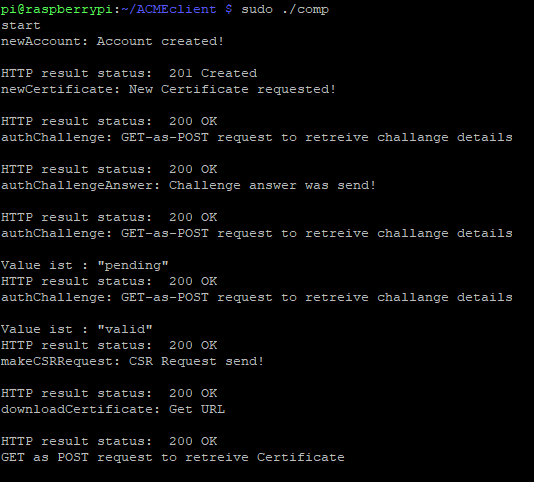 pi@raspberrypi:~/ACMEclient $ sudo ./comp
start
newAccount: Account created!
HTTP result status:  201 Created
newCertificate: New Certificate requested!
HTTP result status:  200 OK
authChallenge: GET-as-POST request to retreive challange details
HTTP result status:  200 OK
authChallengeAnswer: Challenge answer was send!
HTTP result status:  200 OK
authChallenge: GET-as-POST request to retreive challange details
Value ist : "pending"
HTTP result status:  200 OK
authChallenge: GET-as-POST request to retreive challange details
Value ist : "valid"
HTTP result status:  200 OK
makeCSRRequest: CSR Request send!
HTTP result status:  200 OK
downloadCertificate: Get URL
HTTP result status:  200 OK
GET as POST request to retreive Certificate